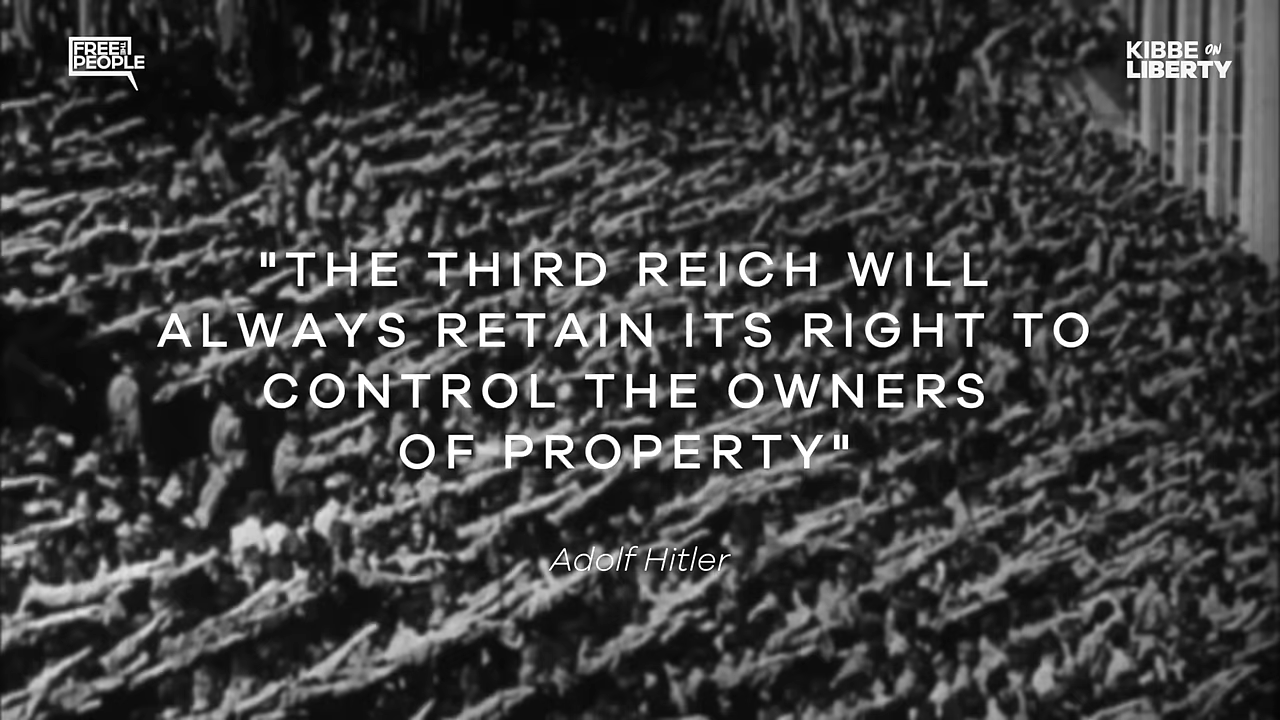 FREE THE
PEOPLE
KIBBE ON
LIBERTY
"THE THIRD REICH WILL
ALWAYS RETAIN ITS RIGHT TO
CONTROL THE OWNERS
OF PROPERTY"
Adolf Hitler